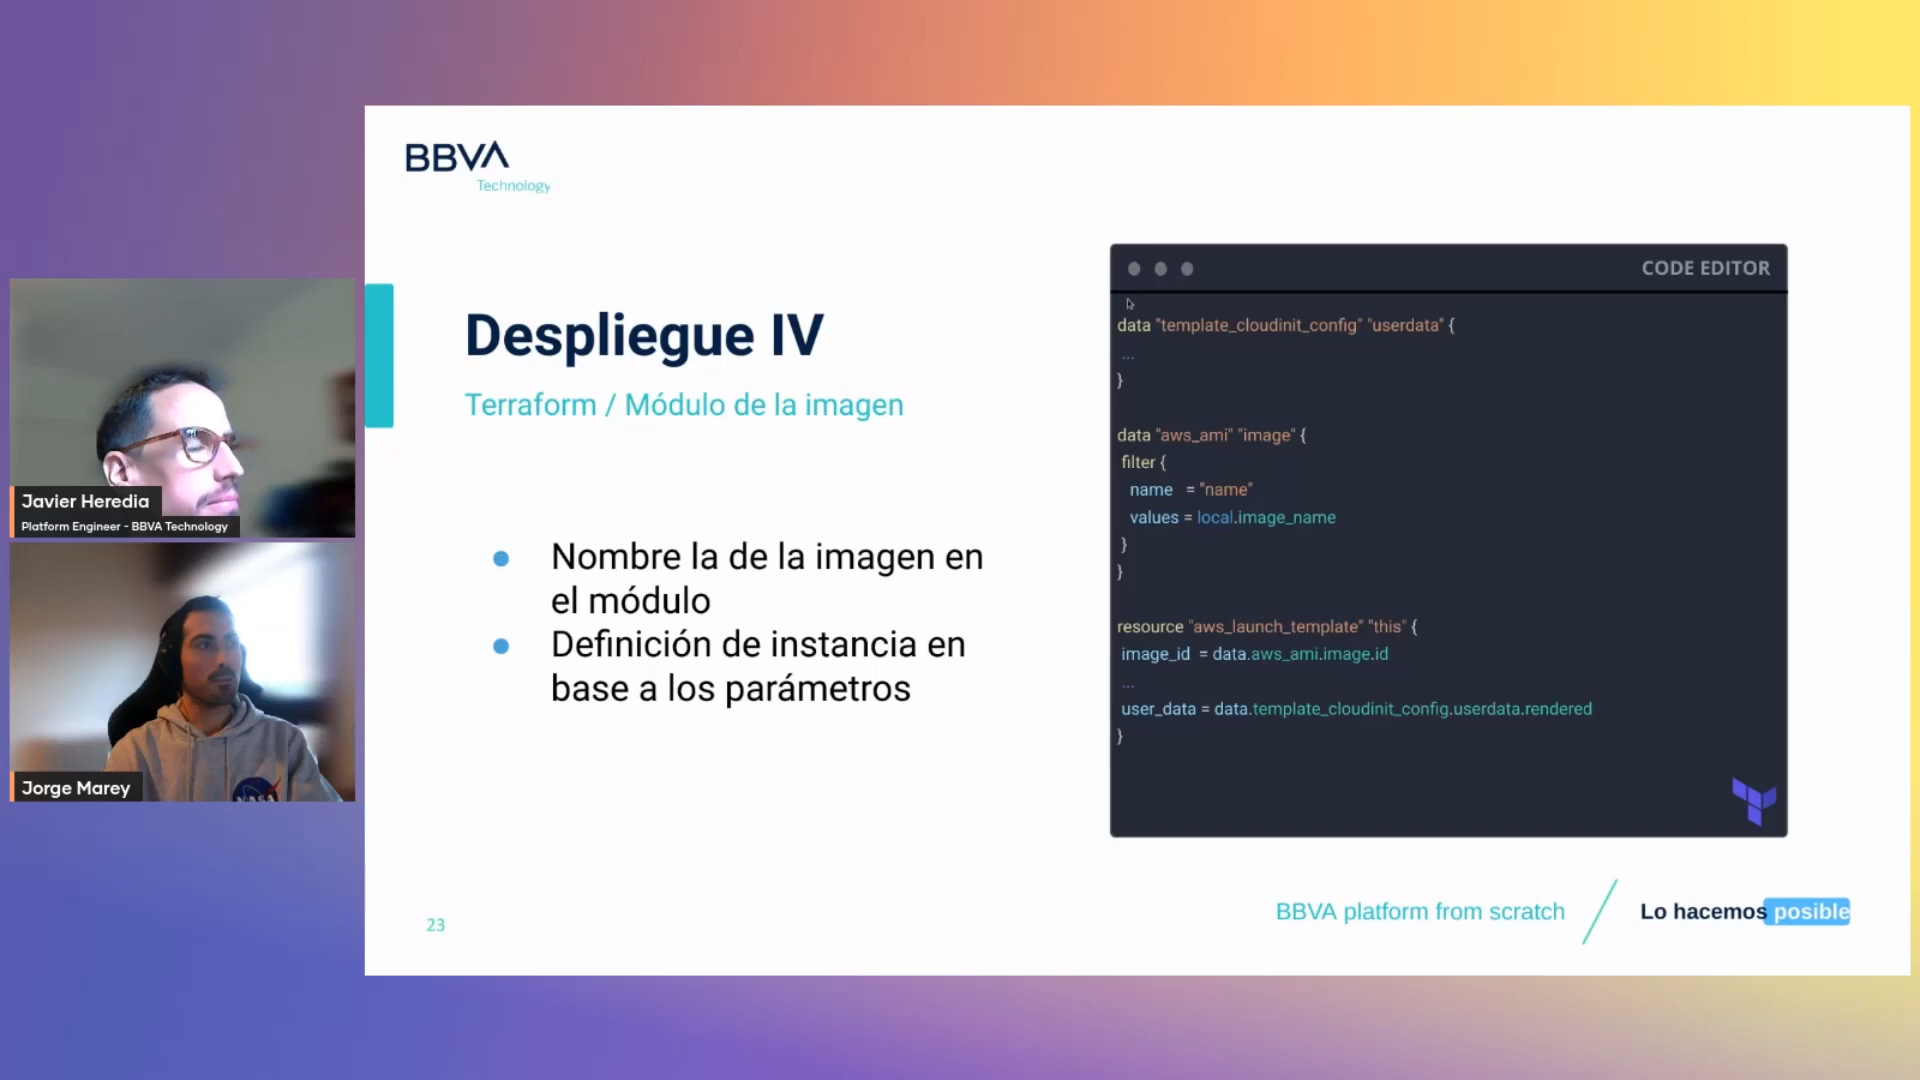 BBVA
Technology
Despliegue IV
Terraform / Módulo de la imagen
Nombre la de la imagen en
el módulo
Definición de instancia en
base a los parámetros
CODE EDITOR
data "template_cloudinit_config" "userdata" {
...
}
data "aws_ami" "image" {
filter {
name = "name"
values = local.image_name
}
}
resource "aws_launch_template" "this" {
image_id = data.aws_ami.image.id
...
user_data = data.template_cloudinit_config.userdata.rendered
}
23
BBVA platform from scratch
Lo hacemos posible
Javier Heredia
Platform Engineer - BBVA Technology
NASA
Jorge Marey